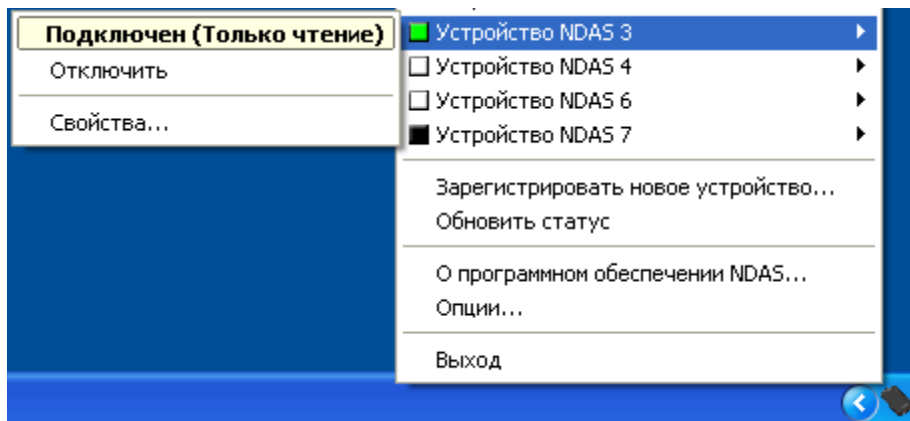 Подключен (Только чтение)
Отключить
Свойства...
Устройство NDAS 3
Устройство NDAS 4
Устройство NDAS 6
Устройство NDAS 7
Зарегистрировать новое устройство...
Обновить статус
О программном обеспечении NDAS...
Опции...
Выход